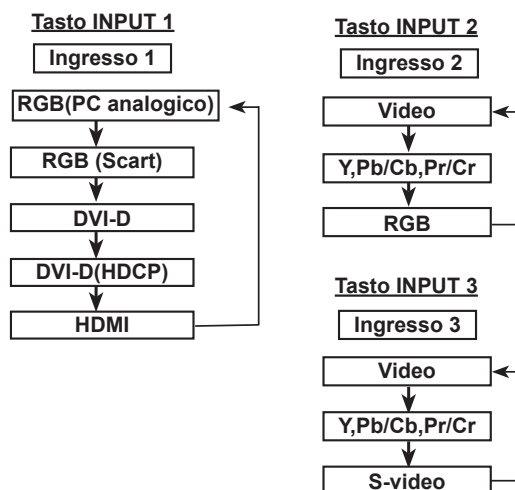 Tasto INPUT 1
Ingresso 1
RGB(PC analogico)
RGB (Scart)
DVI-D
DVI-D(HDCP)
HDMI
Tasto INPUT 2
Ingresso 2
Video
Y,Pb/Cb,Pr/Cr
RGB
Tasto INPUT 3
Ingresso 3
Video
Y,Pb/Cb,Pr/Cr
S-video